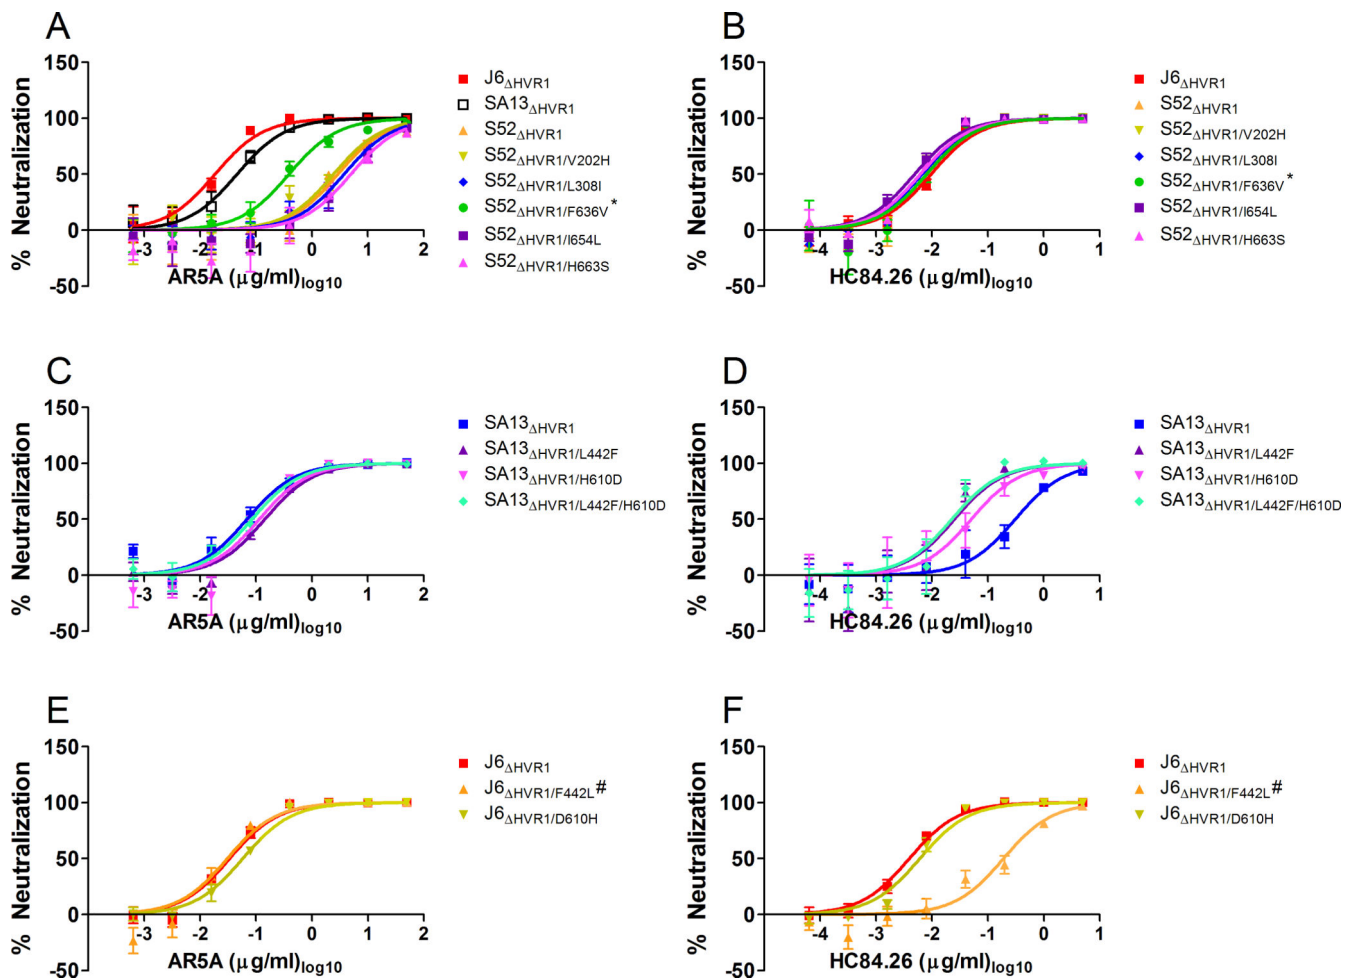 A
% Neutralization
150
100
50
0
-50
-3 -2 -1 0 1 2
AR5A (μg/ml)log10
J6ΔHVR1
SA13ΔHVR1
S52ΔHVR1
S52ΔHVR1/V202H
S52ΔHVR1/L308I
S52ΔHVR1/F636V*
S52ΔHVR1/I654L
S52ΔHVR1/H663S
B
% Neutralization
150
100
50
0
-50
-4 -3 -2 -1 0 1
HC84.26 (μg/ml)log10
J6ΔHVR1
S52ΔHVR1
S52ΔHVR1/V202H
S52ΔHVR1/L308I
S52ΔHVR1/F636V*
S52ΔHVR1/I654L
S52ΔHVR1/H663S
C
% Neutralization
150
100
50
0
-50
-3 -2 -1 0 1 2
AR5A (μg/ml)log10
SA13ΔHVR1
SA13ΔHVR1/L442F
SA13ΔHVR1/H610D
SA13ΔHVR1/L442F/H610D
D
% Neutralization
150
100
50
0
-50
-4 -3 -2 -1 0 1
HC84.26 (μg/ml)log10
SA13ΔHVR1
SA13ΔHVR1/L442F
SA13ΔHVR1/H610D
SA13ΔHVR1/L442F/H610D
E
% Neutralization
150
100
50
0
-50
-3 -2 -1 0 1 2
AR5A (μg/ml)log10
J6ΔHVR1
J6ΔHVR1/F442L#
J6ΔHVR1/D610H
F
% Neutralization
150
100
50
0
-50
-4 -3 -2 -1 0 1
HC84.26 (μg/ml)log10
J6ΔHVR1
J6ΔHVR1/F442L#
J6ΔHVR1/D610H